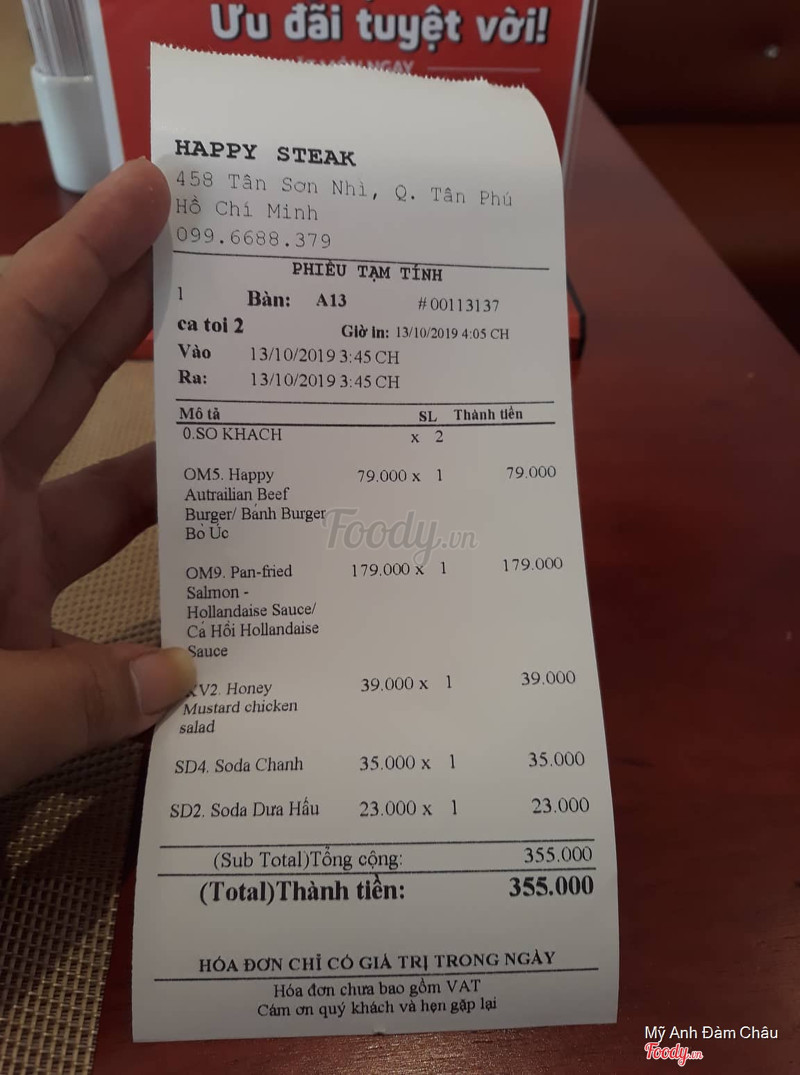 Ưu đãi tuyệt vời!
HAPPY STEAK
458 Tân Sơn Nhì, Q. Tân Phú
Hồ Chí Minh
099.6688.379
PHIẾU TẠM TÍNH
1 Bàn: A13 #00113137
ca toi 2 Giờ in: 13/10/2019 4:05 CH
Vào 13/10/2019 3:45 CH
Ra: 13/10/2019 3:45 CH
Mô tả SL Thành tiền
0.SO KHACH x 2
OM5. Happy 79.000 x 1 79.000
Autrailian Beef
Burger/ Bánh Burger
Bò Úc
OM9. Pan-fried 179.000 x 1 179.000
Salmon -
Hollandaise Sauce/
Cá Hồi Hollandaise
Sauce
KV2. Honey 39.000 x 1 39.000
Mustard chicken
salad
SD4. Soda Chanh 35.000 x 1 35.000
SD2. Soda Dưa Hấu 23.000 x 1 23.000
(Sub Total)Tổng cộng: 355.000
(Total)Thành tiền: 355.000
HÓA ĐƠN CHỈ CÓ GIÁ TRỊ TRONG NGÀY
Hóa đơn chưa bao gồm VAT
Cám ơn quý khách và hẹn gặp lại
Foody.vn
Mỹ Anh Đàm Châu
Foody.vn